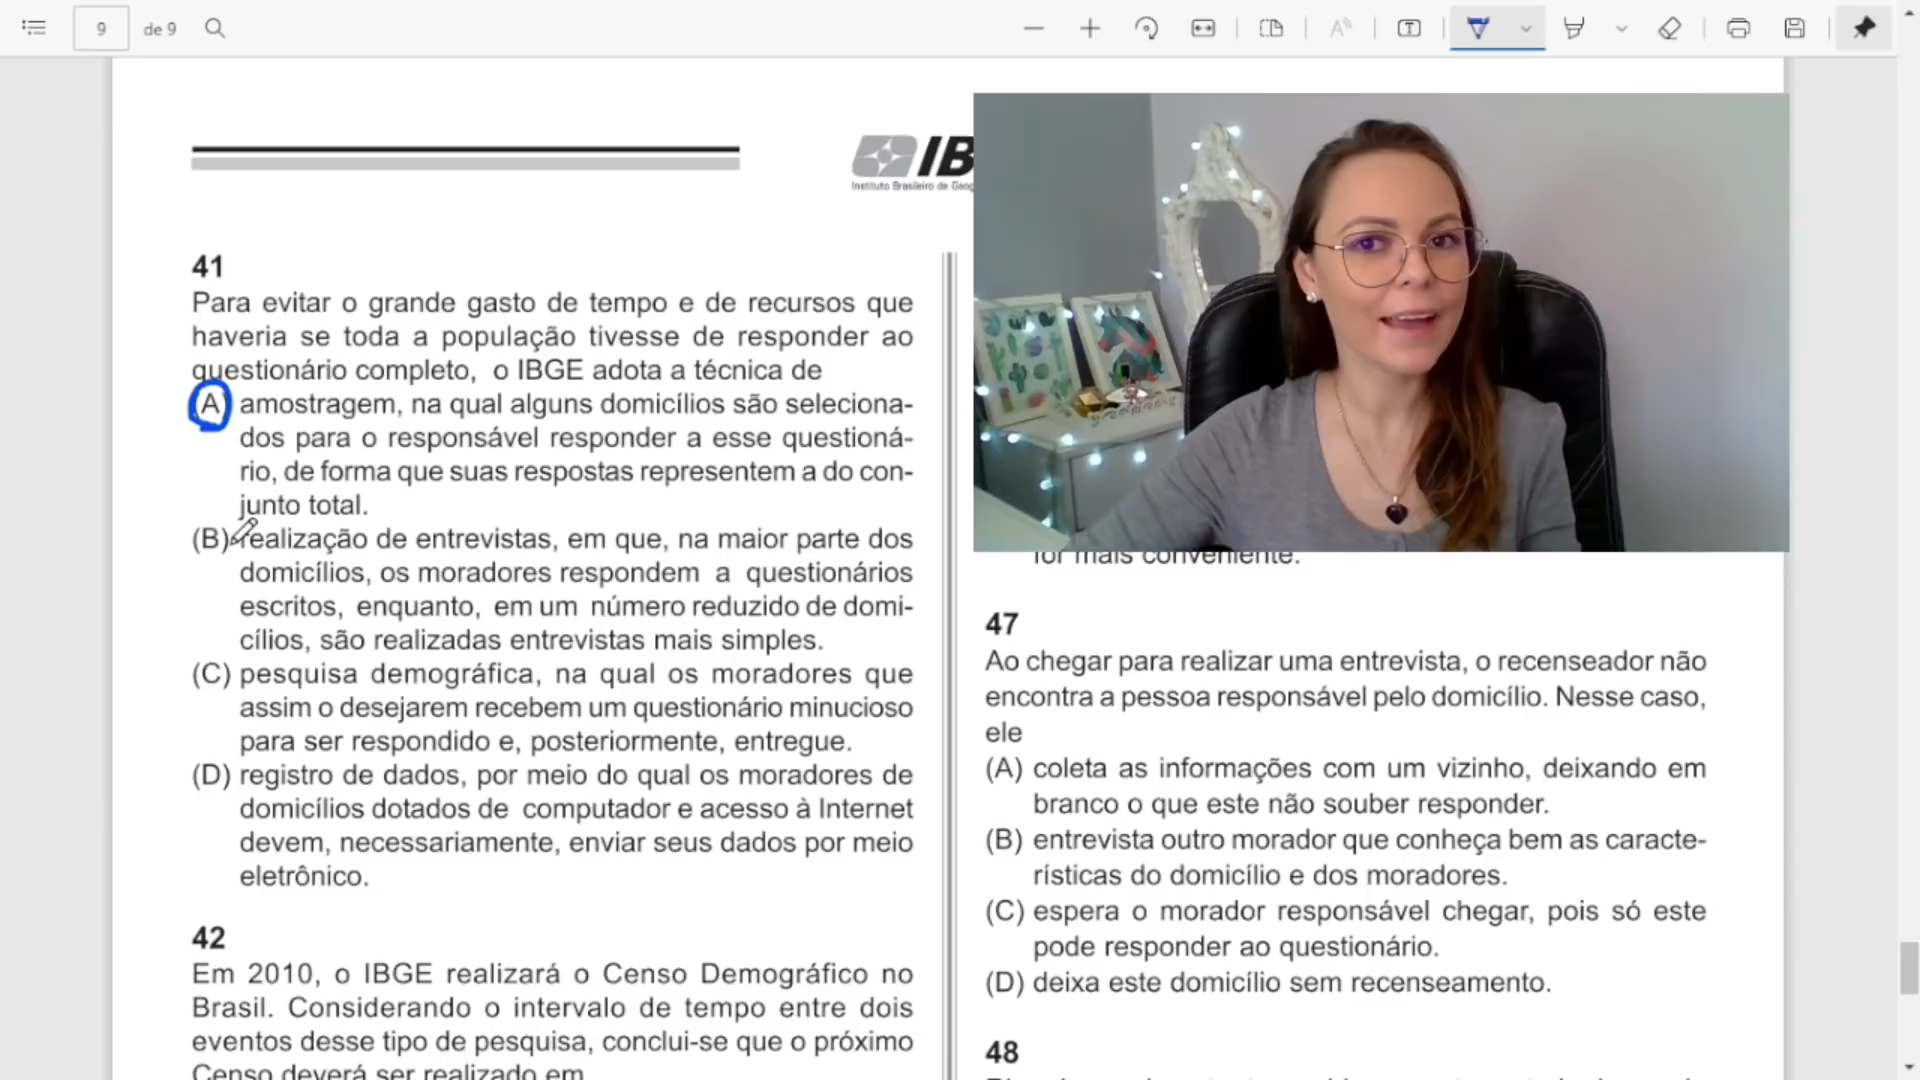 9 de 9
IB
Instituto Brasileiro de Geog
41
Para evitar o grande gasto de tempo e de recursos que
haveria se toda a população tivesse de responder ao
questionário completo, o IBGE adota a técnica de
(A) amostragem, na qual alguns domicílios são seleciona-
dos para o responsável responder a esse questioná-
rio, de forma que suas respostas representem a do con-
junto total.
(B) realização de entrevistas, em que, na maior parte dos
domicílios, os moradores respondem a questionários
escritos, enquanto, em um número reduzido de domi-
cílios, são realizadas entrevistas mais simples.
(C) pesquisa demográfica, na qual os moradores que
assim o desejarem recebem um questionário minucioso
para ser respondido e, posteriormente, entregue.
(D) registro de dados, por meio do qual os moradores de
domicílios dotados de computador e acesso à Internet
devem, necessariamente, enviar seus dados por meio
eletrônico.
42
Em 2010, o IBGE realizará o Censo Demográfico no
Brasil. Considerando o intervalo de tempo entre dois
eventos desse tipo de pesquisa, conclui-se que o próximo
Censo deverá ser realizado em
for mais conveniente.
47
Ao chegar para realizar uma entrevista, o recenseador não
encontra a pessoa responsável pelo domicílio. Nesse caso,
ele
(A) coleta as informações com um vizinho, deixando em
branco o que este não souber responder.
(B) entrevista outro morador que conheça bem as caracte-
rísticas do domicílio e dos moradores.
(C) espera o morador responsável chegar, pois só este
pode responder ao questionário.
(D) deixa este domicílio sem recenseamento.
48